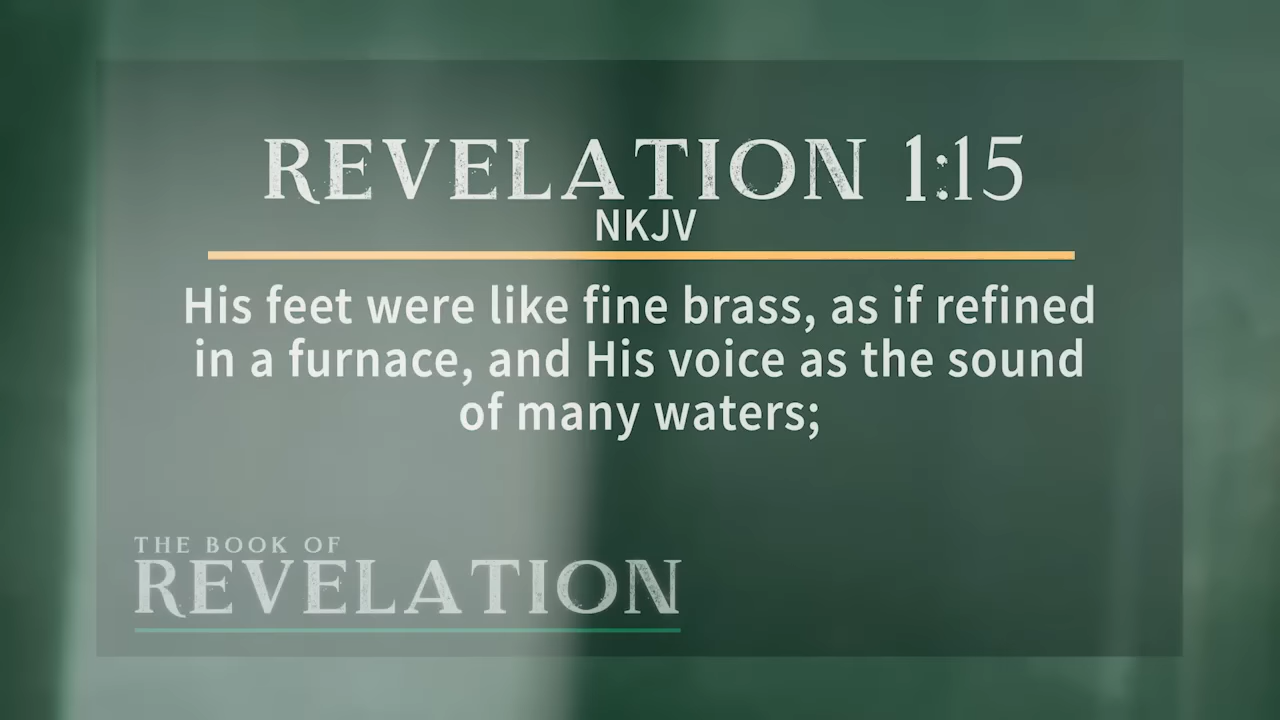 REVELATION 1:15
NKJV
His feet were like fine brass, as if refined
in a furnace, and His voice as the sound
of many waters;
THE BOOK OF
REVELATION